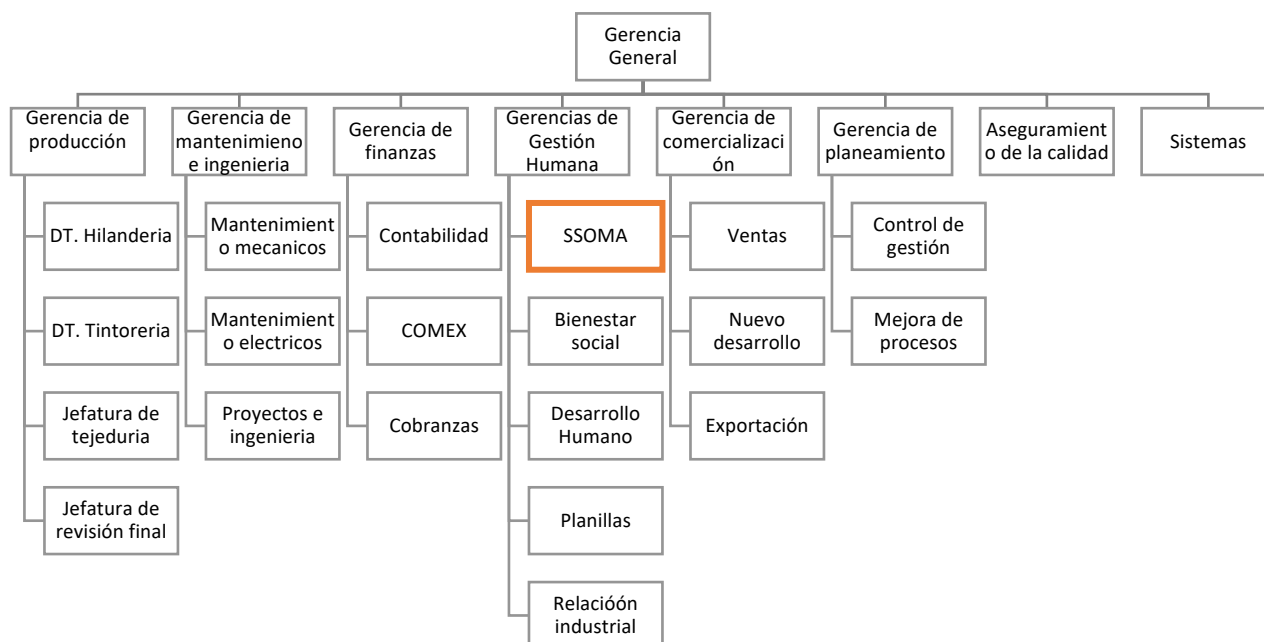 Gerencia
General
Gerencia de
producción
Gerencia de
mantenimieno
e ingenieria
Gerencia de
finanzas
Gerencias de
Gestión
Humana
Gerencia de
comercializaci
ón
Gerencia de
planeamiento
Aseguramient
o de la calidad
Sistemas
DT. Hilanderia
Mantenimient
o mecanicos
Contabilidad
SSOMA
Ventas
Control de
gestión
DT. Tintoreria
Mantenimient
o electricos
COMEX
Bienestar
social
Nuevo
desarrollo
Mejora de
procesos
Jefatura de
tejeduria
Proyectos e
ingenieria
Cobranzas
Desarrollo
Humano
Exportación
Jefatura de
revisión final
Planillas
Relacióón
industrial